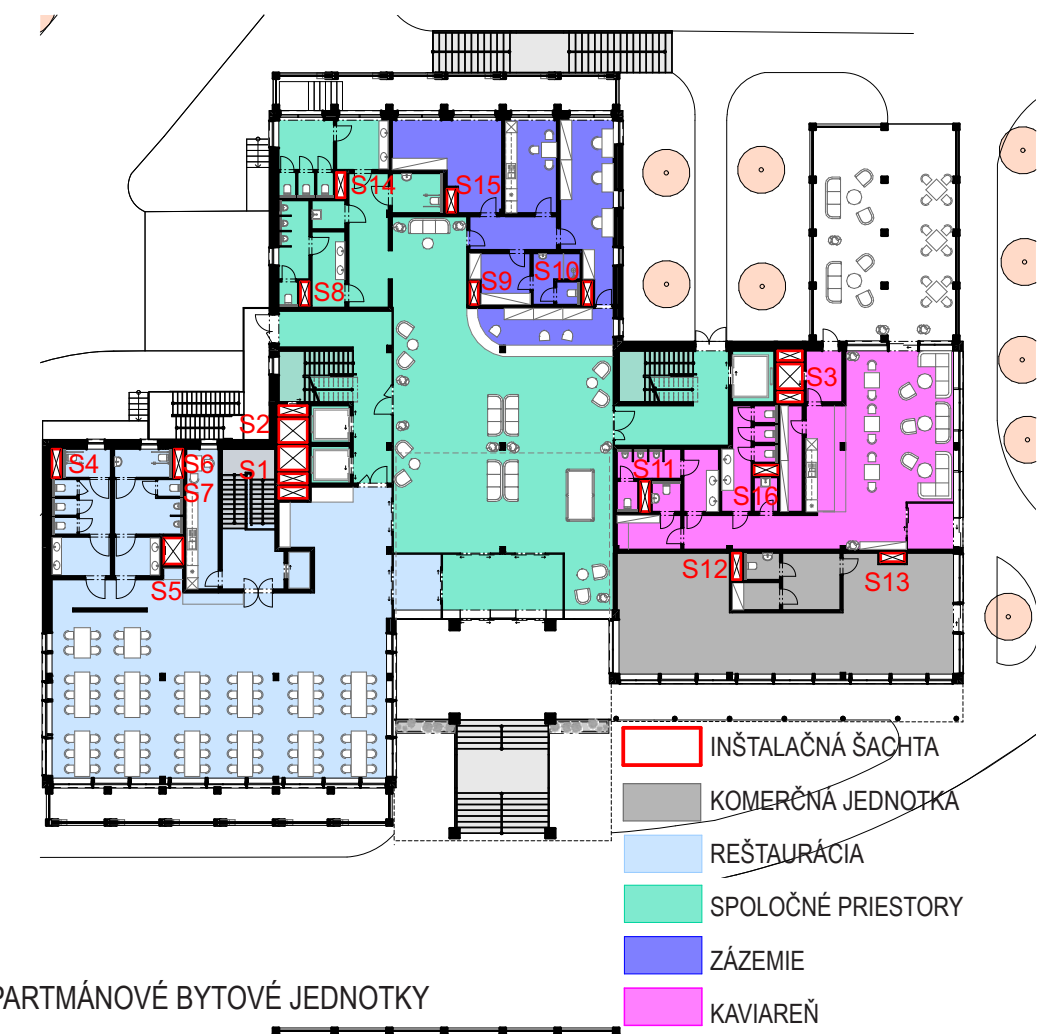 S14
S15
S8
S9
S10
S3
S2
S4
S6
S1
S7
S11
S16
S5
S12
S13
INŠTALAČNÁ ŠACHTA
KOMERČNÁ JEDNOTKA
REŠTAURÁCIA
SPOLOČNÉ PRIESTORY
ZÁZEMIE
KAVIAREŇ
PARTMÁNOVÉ BYTOVÉ JEDNOTKY